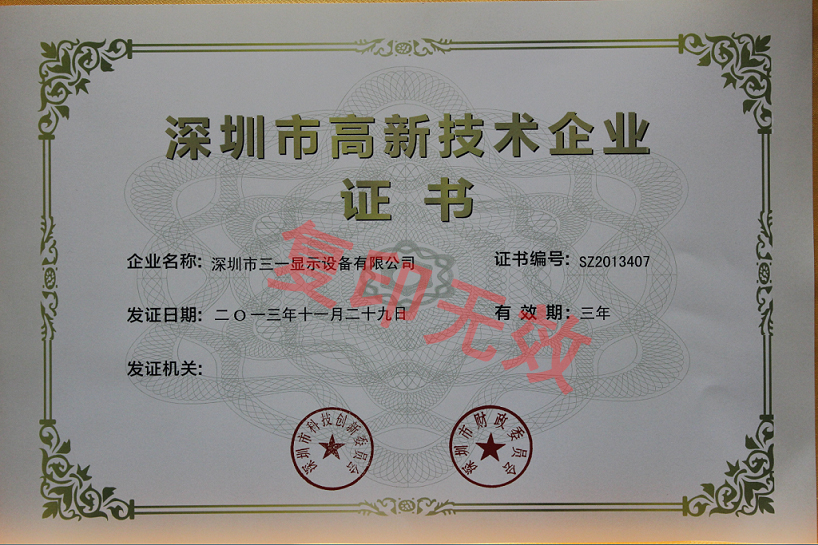 深圳市高新技术企业
证书
企业名称: 深圳市三一显示设备有限公司
证书编号: SZ2013407
发证日期: 二〇一三年十一月二十九日
有效期: 三年
发证机关:
复印无效
深圳市科技创新委员会
深圳市财政委员会